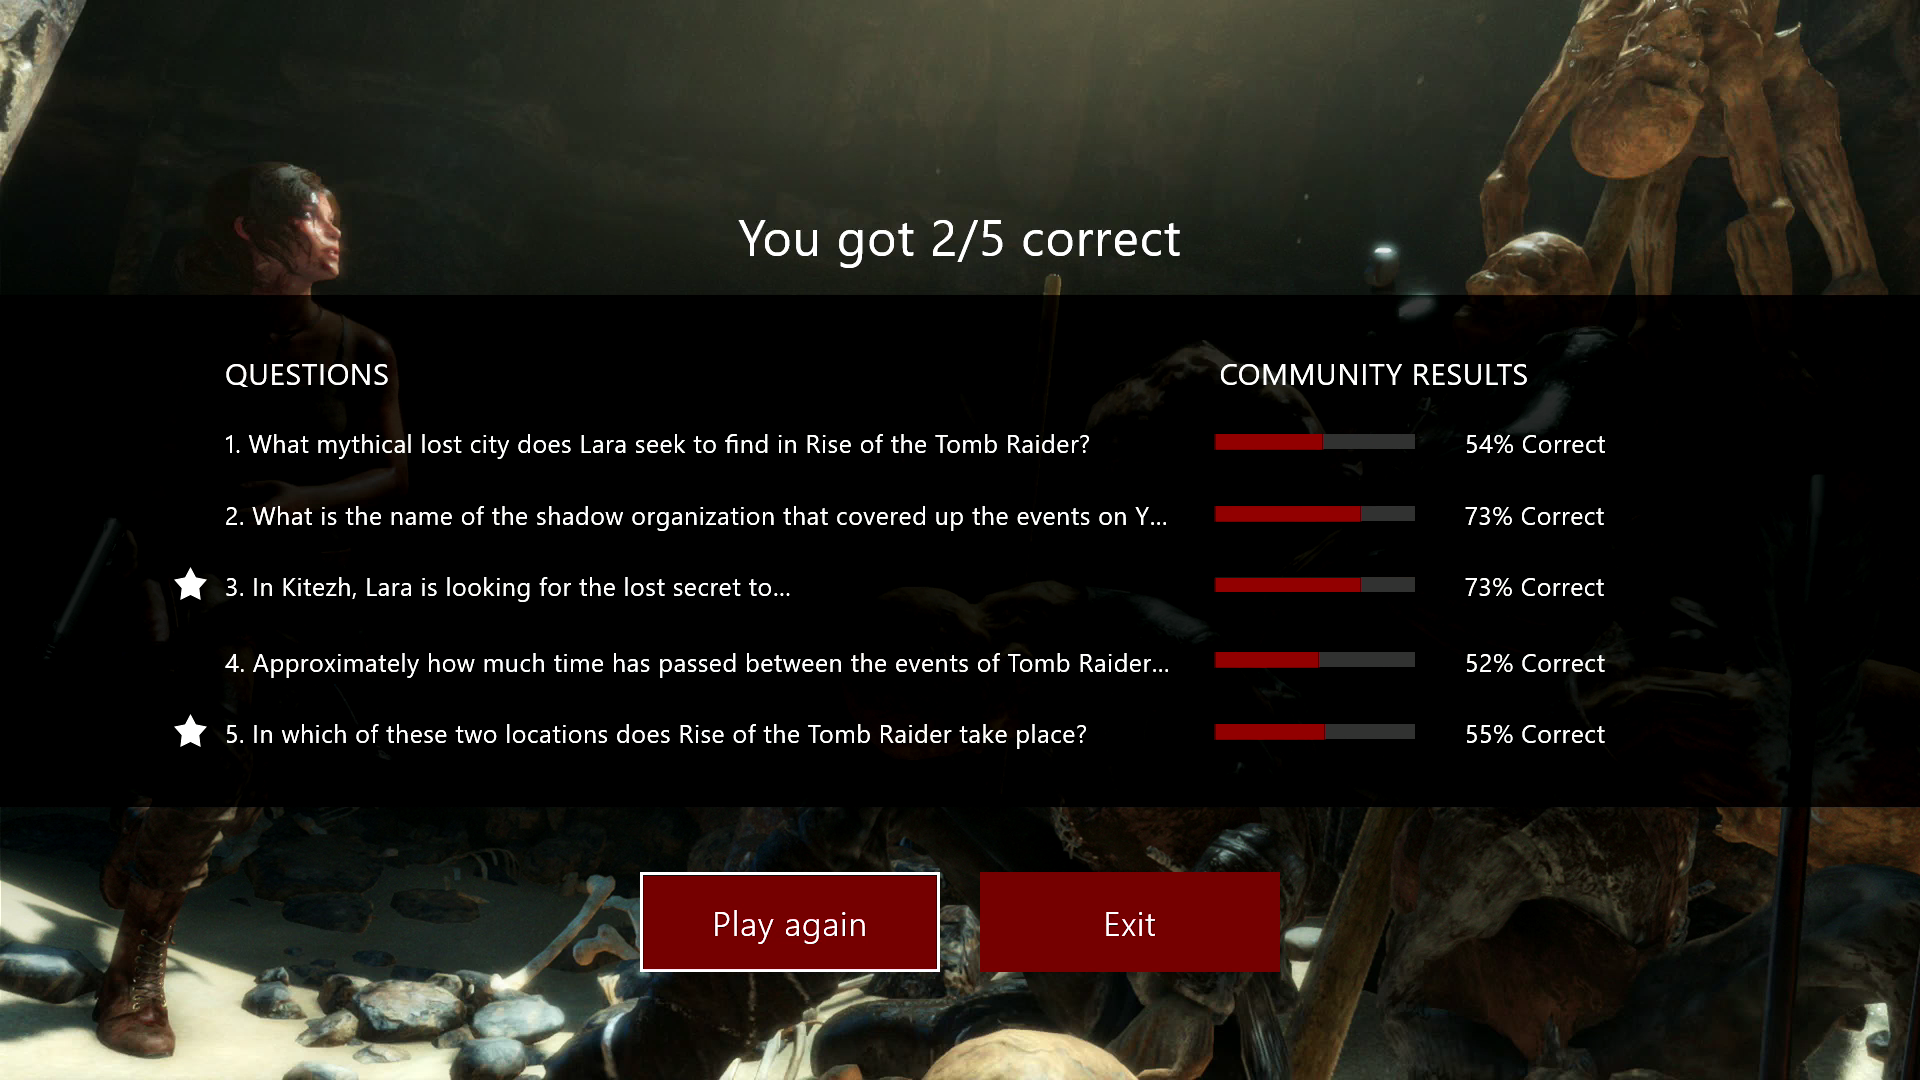 You got 2/5 correct
QUESTIONS
COMMUNITY RESULTS
1. What mythical lost city does Lara seek to find in Rise of the Tomb Raider?
54% Correct
2. What is the name of the shadow organization that covered up the events on Y...
73% Correct
3. In Kitezh, Lara is looking for the lost secret to...
73% Correct
4. Approximately how much time has passed between the events of Tomb Raider...
52% Correct
5. In which of these two locations does Rise of the Tomb Raider take place?
55% Correct
Play again
Exit